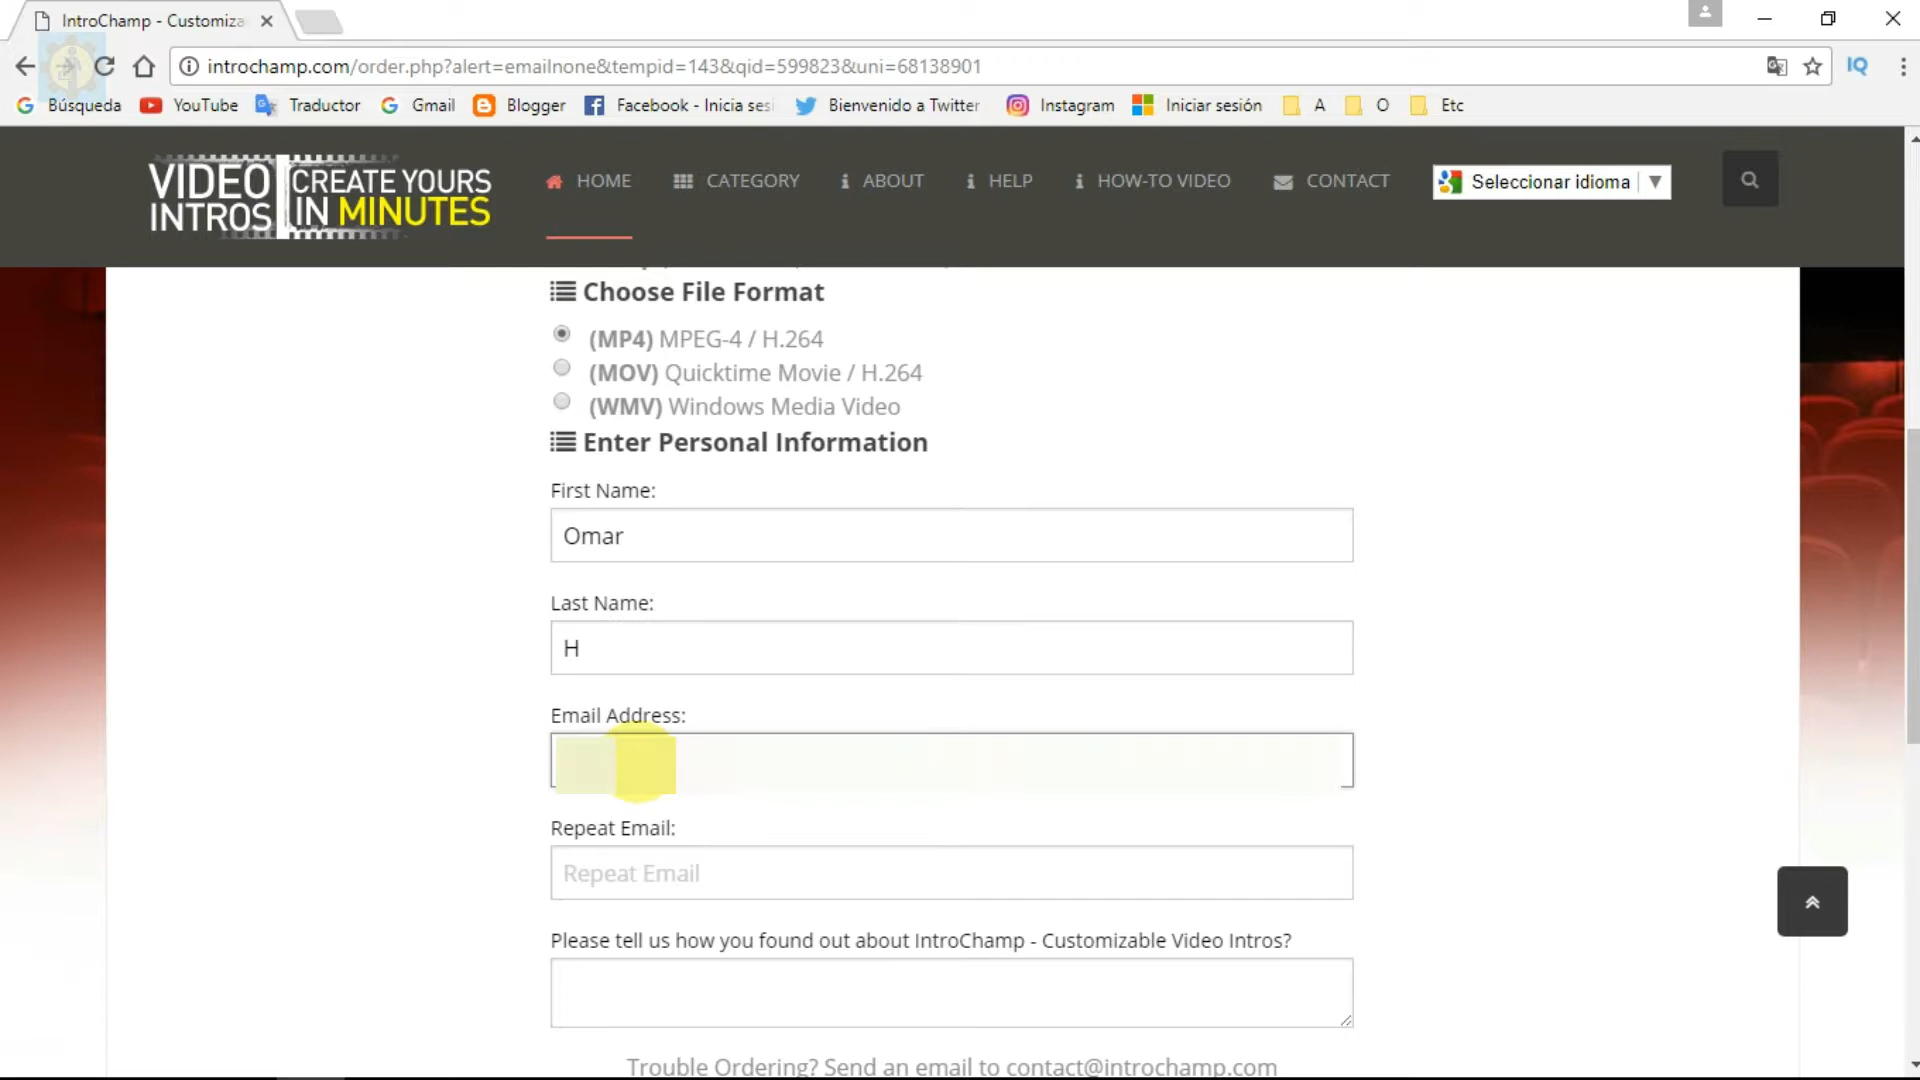 IntroChamp - Customiza
introchamp.com/order.php?alert=emailnone&tempid=143&qid=599823&uni=68138901
Búsqueda YouTube Traductor Gmail Blogger Facebook - Inicia sesi Bienvenido a Twitter Instagram Iniciar sesión A O Etc
VIDEO INTROS CREATE YOURS IN MINUTES
HOME CATEGORY ABOUT HELP HOW-TO VIDEO CONTACT Seleccionar idioma ▼
Choose File Format
(MP4) MPEG-4 / H.264
(MOV) Quicktime Movie / H.264
(WMV) Windows Media Video
Enter Personal Information
First Name:
Omar
Last Name:
H
Email Address:
Repeat Email:
Repeat Email
Please tell us how you found out about IntroChamp - Customizable Video Intros?
Trouble Ordering? Send an email to contact@introchamp.com